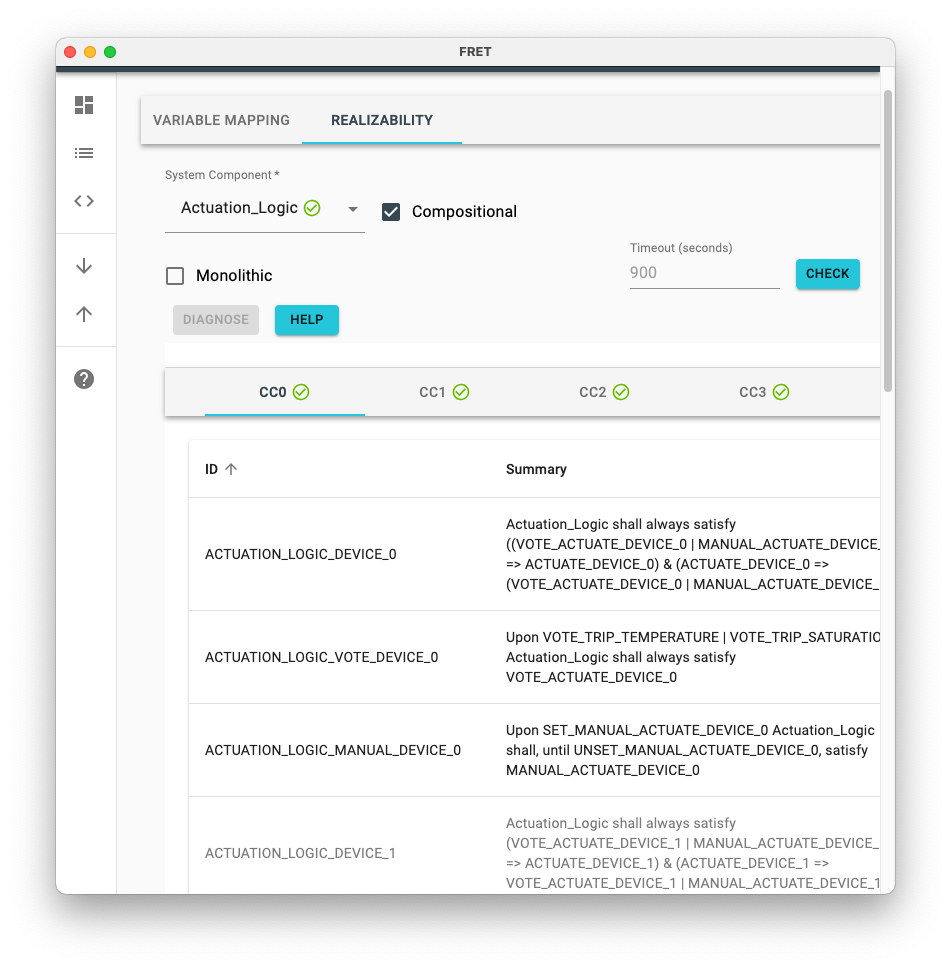 FRET
VARIABLE MAPPING
REALIZABILITY
System Component *
Actuation_Logic
Compositional
Timeout (seconds)
Monolithic
900
CHECK
DIAGNOSE
HELP
CC0
CC1
CC2
CC3
ID
Summary
ACTUATION_LOGIC_DEVICE_0
Actuation_Logic shall always satisfy
((VOTE_ACTUATE_DEVICE_0 | MANUAL_ACTUATE_DEVICE_
=> ACTUATE_DEVICE_0) & (ACTUATE_DEVICE_0 =>
(VOTE_ACTUATE_DEVICE_0 | MANUAL_ACTUATE_DEVICE_
ACTUATION_LOGIC_VOTE_DEVICE_0
Upon VOTE_TRIP_TEMPERATURE | VOTE_TRIP_SATURATIO
Actuation_Logic shall always satisfy
VOTE_ACTUATE_DEVICE_0
ACTUATION_LOGIC_MANUAL_DEVICE_0
Upon SET_MANUAL_ACTUATE_DEVICE_0 Actuation_Logic
shall, until UNSET_MANUAL_ACTUATE_DEVICE_0, satisfy
MANUAL_ACTUATE_DEVICE_0
ACTUATION_LOGIC_DEVICE_1
Actuation_Logic shall always satisfy
(VOTE_ACTUATE_DEVICE_1 | MANUAL_ACTUATE_DEVICE_
=> ACTUATE_DEVICE_1) & (ACTUATE_DEVICE_1 =>
VOTE_ACTUATE_DEVICE_1 | MANUAL_ACTUATE_DEVICE_1